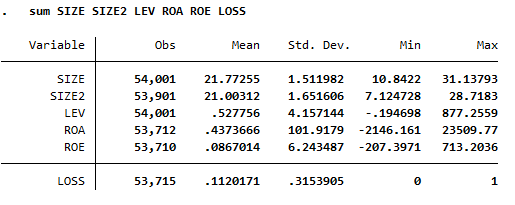 . sum SIZE SIZE2 LEV ROA ROE LOSS
Variable Obs Mean Std. Dev. Min Max
SIZE 54,001 21.77255 1.511982 10.8422 31.13793
SIZE2 53,901 21.00312 1.651606 7.124728 28.7183
LEV 54,001 .527756 4.157144 -.194698 877.2559
ROA 53,712 .4373666 101.9179 -2146.161 23509.77
ROE 53,710 .0867014 6.243487 -207.3971 713.2036
LOSS 53,715 .1120171 .3153905 0 1